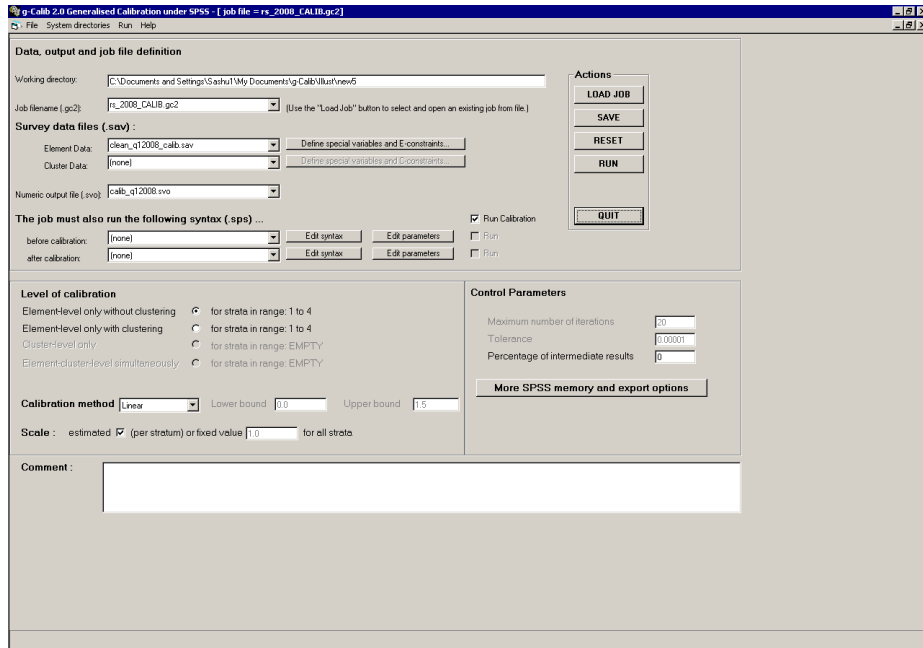 g-Calib 2.0 Generalised Calibration under SPSS - [ job file = rs_2008_CALIB.gc2]
File System directories Run Help
Data, output and job file definition
Working directory: C:\Documents and Settings\Sashu1\My Documents\g-Calib\Illust\new5
Job filename (.gc2): rs_2008_CALIB.gc2 (Use the "Load Job" button to select and open an existing job from file.)
Survey data files (.sav) :
Element Data: clean_q12008_calib.sav Define special variables and E-constraints...
Cluster Data: (none) Define special variables and C-constraints...
Numeric output file (.svo): calib_q12008.svo
The job must also run the following syntax (.sps) ... Run Calibration
before calibration: (none) Edit syntax Edit parameters Run
after calibration: (none) Edit syntax Edit parameters Run
Actions
LOAD JOB
SAVE
RESET
RUN
QUIT
Level of calibration
Element-level only without clustering for strata in range: 1 to 4
Element-level only with clustering for strata in range: 1 to 4
Cluster-level only for strata in range: EMPTY
Element-cluster-level simultaneously for strata in range: EMPTY
Calibration method Linear Lower bound 0.0 Upper bound 1.5
Scale : estimated (per stratum) or fixed value 1.0 for all strata.
Control Parameters
Maximum number of iterations 20
Tolerance 0.00001
Percentage of intermediate results 0
More SPSS memory and export options
Comment :